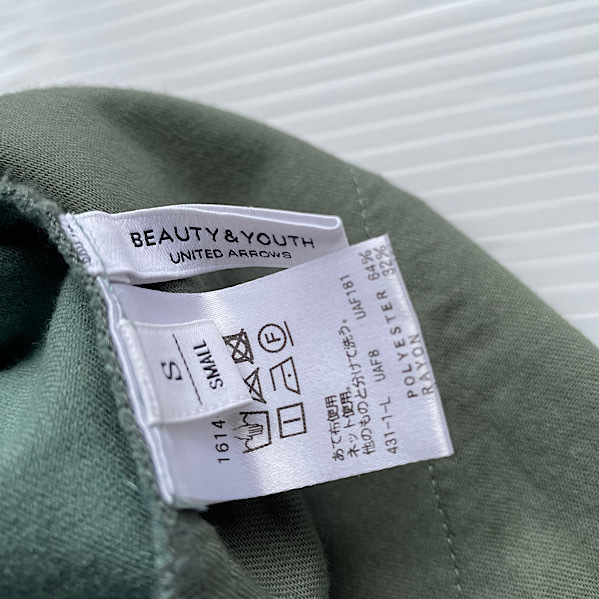 BEAUTY & YOUTH
UNITED ARROWS
S
SMALL
1614
F
あて布使用
ネット使用。
他のものと分けて洗う。
431-1-L UAF8 UAF181
POLYESTER 64%
RAYON 32%